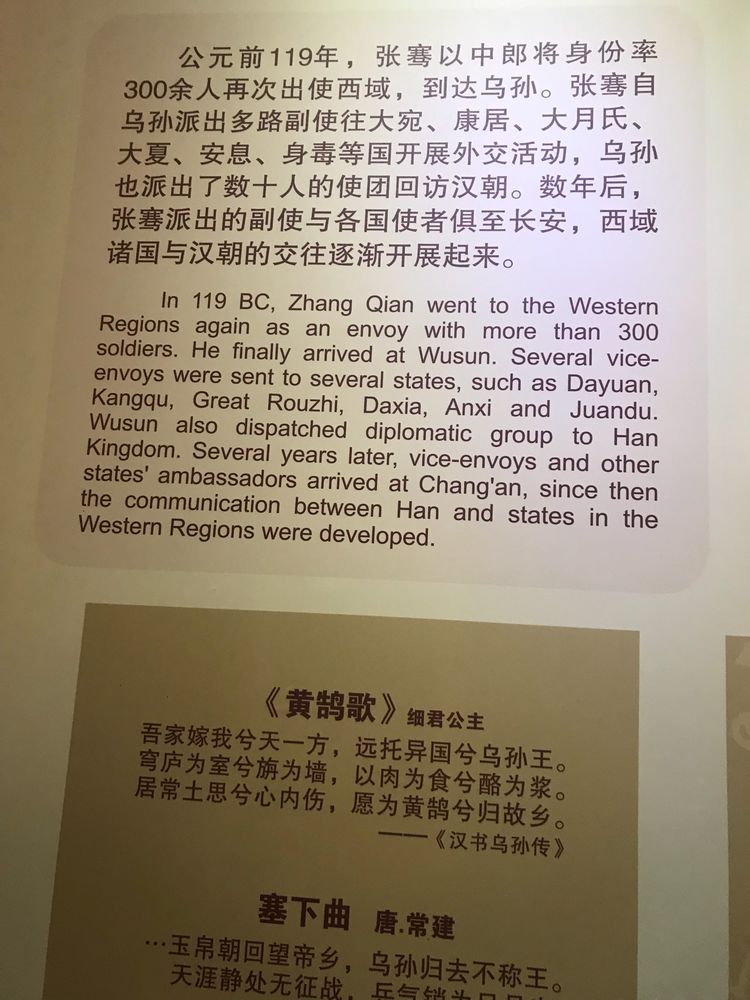 公元前119年，张骞以中郎将身份率
300余人再次出使西域，到达乌孙。张骞自
乌孙派出多路副使往大宛、康居、大月氏、
大夏、安息、身毒等国开展外交活动，乌孙
也派出了数十人的使团回访汉朝。数年后，
张骞派出的副使与各国使者俱至长安，西域
诸国与汉朝的交往逐渐开展起来。
In 119 BC, Zhang Qian went to the Western
Regions again as an envoy with more than 300
soldiers. He finally arrived at Wusun. Several vice-
envoys were sent to several states, such as Dayuan,
Kangqu, Great Rouzhi, Daxia, Anxi and Juandu.
Wusun also dispatched diplomatic group to Han
Kingdom. Several years later, vice-envoys and other
states' ambassadors arrived at Chang'an, since then
the communication between Han and states in the
Western Regions were developed.
《黄鹄歌》细君公主
吾家嫁我兮天一方，远托异国兮乌孙王。
穹庐为室兮旃为墙，以肉为食兮酪为浆。
居常土思兮心内伤，愿为黄鹄兮归故乡。
——《汉书乌孙传》
塞下曲 唐.常建
…玉帛朝回望帝乡，乌孙归去不称王。
天涯静处无征战，兵气销为日月